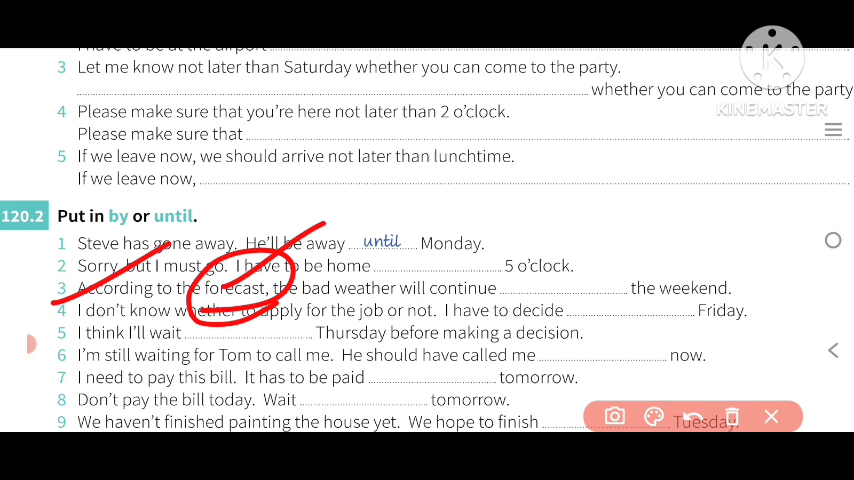 I have to be at the airport
3 Let me know not later than Saturday whether you can come to the party.
whether you can come to the party
4 Please make sure that you're here not later than 2 o'clock.
Please make sure that
5 If we leave now, we should arrive not later than lunchtime.
If we leave now,
120.2 Put in by or until.
1 Steve has gone away. He'll be away until Monday.
2 Sorry, but I must go. I have to be home 5 o'clock.
3 According to the forecast, the bad weather will continue the weekend.
4 I don't know whether to apply for the job or not. I have to decide Friday.
5 I think I'll wait Thursday before making a decision.
6 I'm still waiting for Tom to call me. He should have called me now.
7 I need to pay this bill. It has to be paid tomorrow.
8 Don't pay the bill today. Wait tomorrow.
9 We haven't finished painting the house yet. We hope to finish Tuesday.
K
KINEMASTER